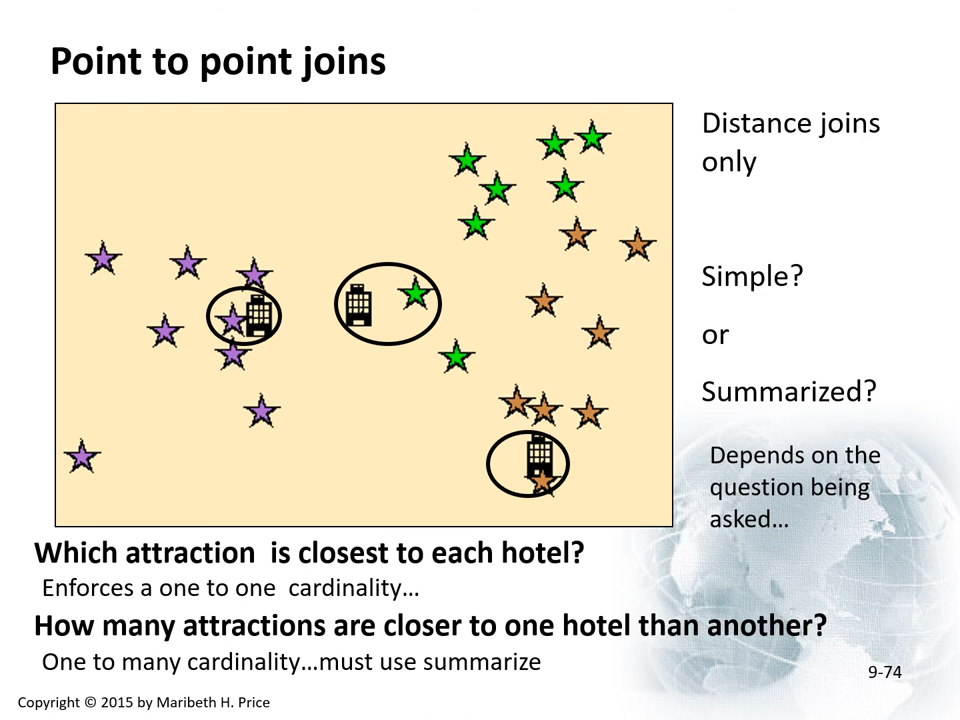 Point to point joins
Distance joins
only
Simple?
or
Summarized?
Depends on the
question being
asked…
Which attraction  is closest to each hotel?
Enforces a one to one  cardinality…
How many attractions are closer to one hotel than another?
One to many cardinality…must use summarize
9-74
Copyright © 2015 by Maribeth H. Price